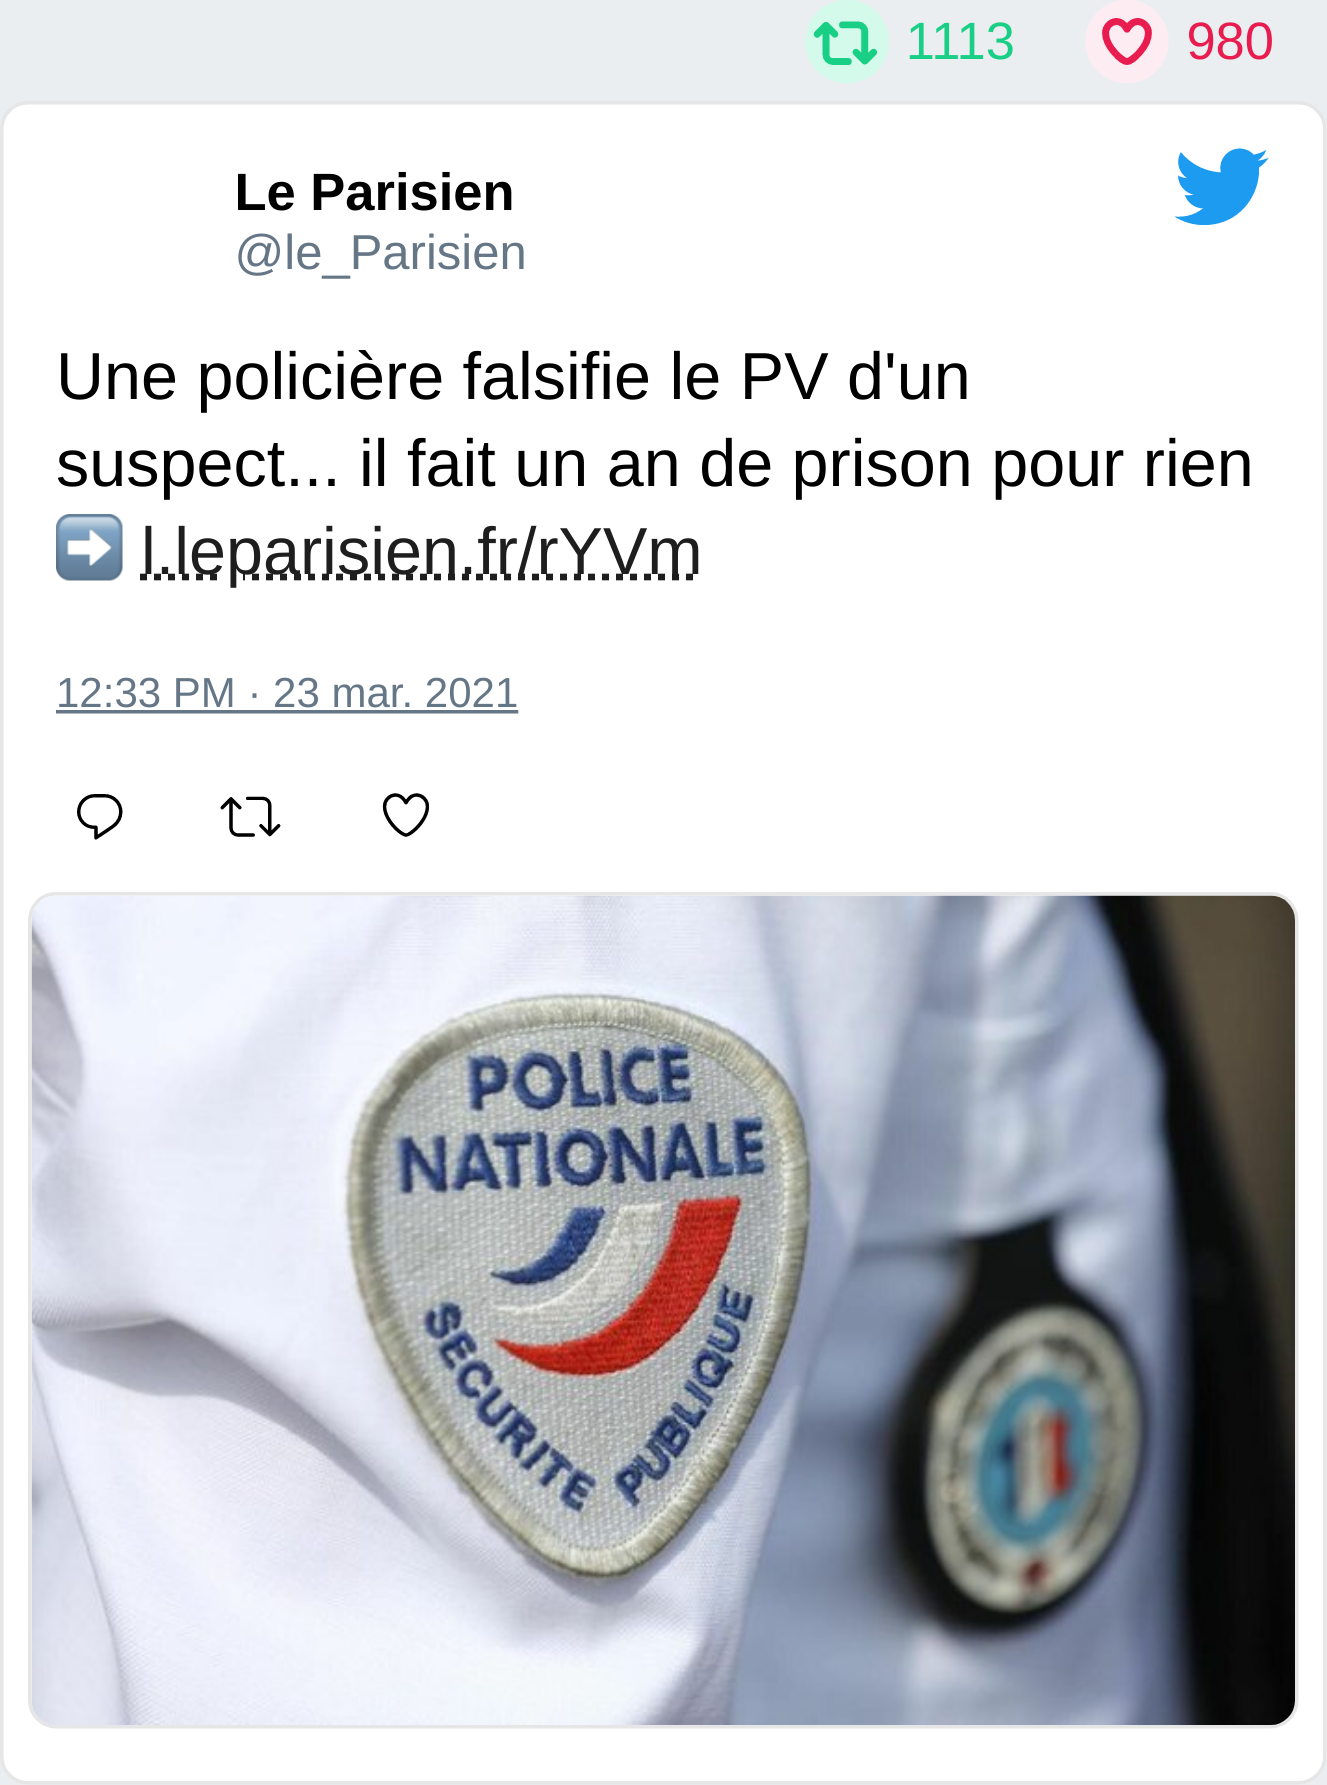 1113 980
Le Parisien
@le_Parisien
Une policière falsifie le PV d'un
suspect... il fait un an de prison pour rien
➡️ l.leparisien.fr/rYVm
12:33 PM · 23 mar. 2021
POLICE
NATIONALE
SECURITE PUBLIQUE